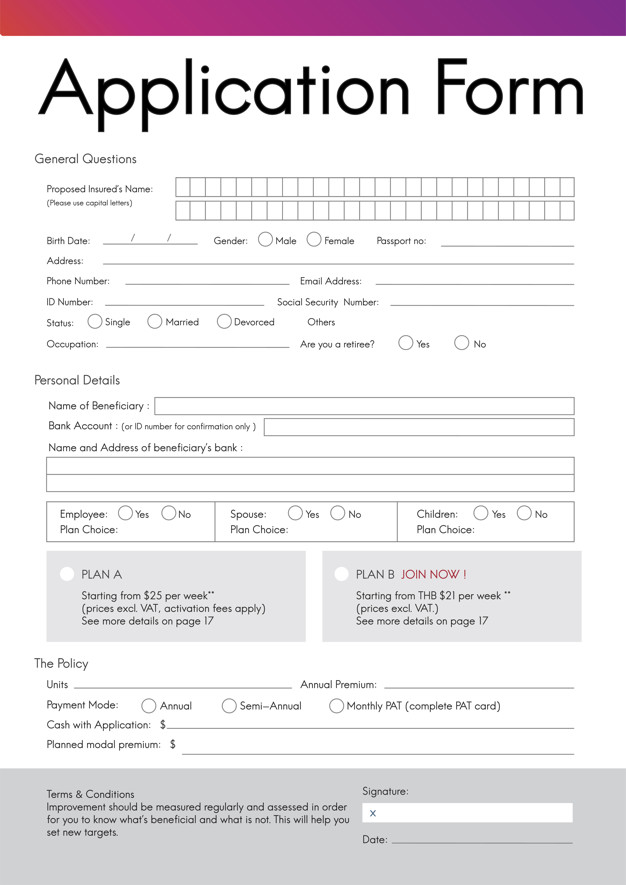 Application Form
General Questions
Proposed Insured's Name:
(Please use capital letters)
Birth Date: / / Gender: Male Female Passport no:
Address:
Phone Number: Email Address:
ID Number: Social Security Number:
Status: Single Married Devorced Others
Occupation: Are you a retiree? Yes No
Personal Details
Name of Beneficiary :
Bank Account : (or ID number for confirmation only )
Name and Address of beneficiary's bank :
Employee: Yes No Spouse: Yes No Children: Yes No
Plan Choice: Plan Choice: Plan Choice:
PLAN A
Starting from $25 per week**
(prices excl. VAT, activation fees apply)
See more details on page 17
PLAN B JOIN NOW !
Starting from THB $21 per week **
(prices excl. VAT.)
See more details on page 17
The Policy
Units Annual Premium:
Payment Mode: Annual Semi-Annual Monthly PAT (complete PAT card)
Cash with Application: $
Planned modal premium: $
Terms & Conditions
Improvement should be measured regularly and assessed in order
for you to know what's beneficial and what is not. This will help you
set new targets.
Signature:
x
Date: